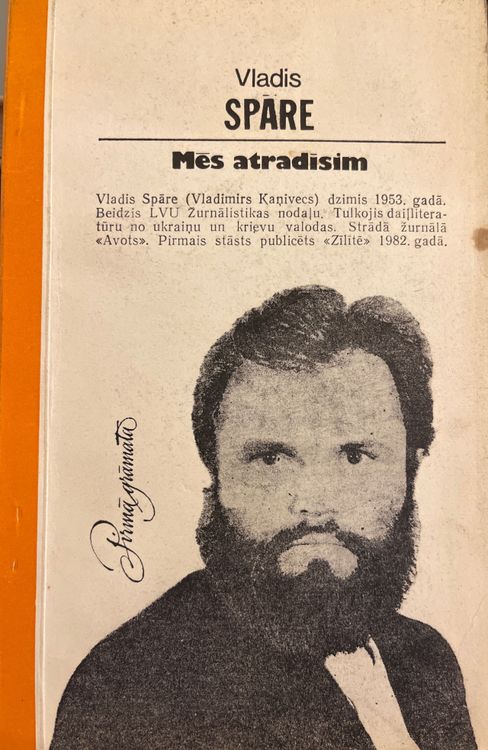 Vladis
SPĀRE
Mēs atradīsim
Vladis Spāre (Vladimirs Kaņivecs) dzimis 1953. gadā.
Beidzis LVU Žurnālistikas nodaļu. Tulkojis daiļlitera-
tūru no ukraiņu un krievu valodas. Strādā žurnālā
«Avots». Pirmais stāsts publicēts «Zīlītē» 1982. gadā.
Pirmā grāmata